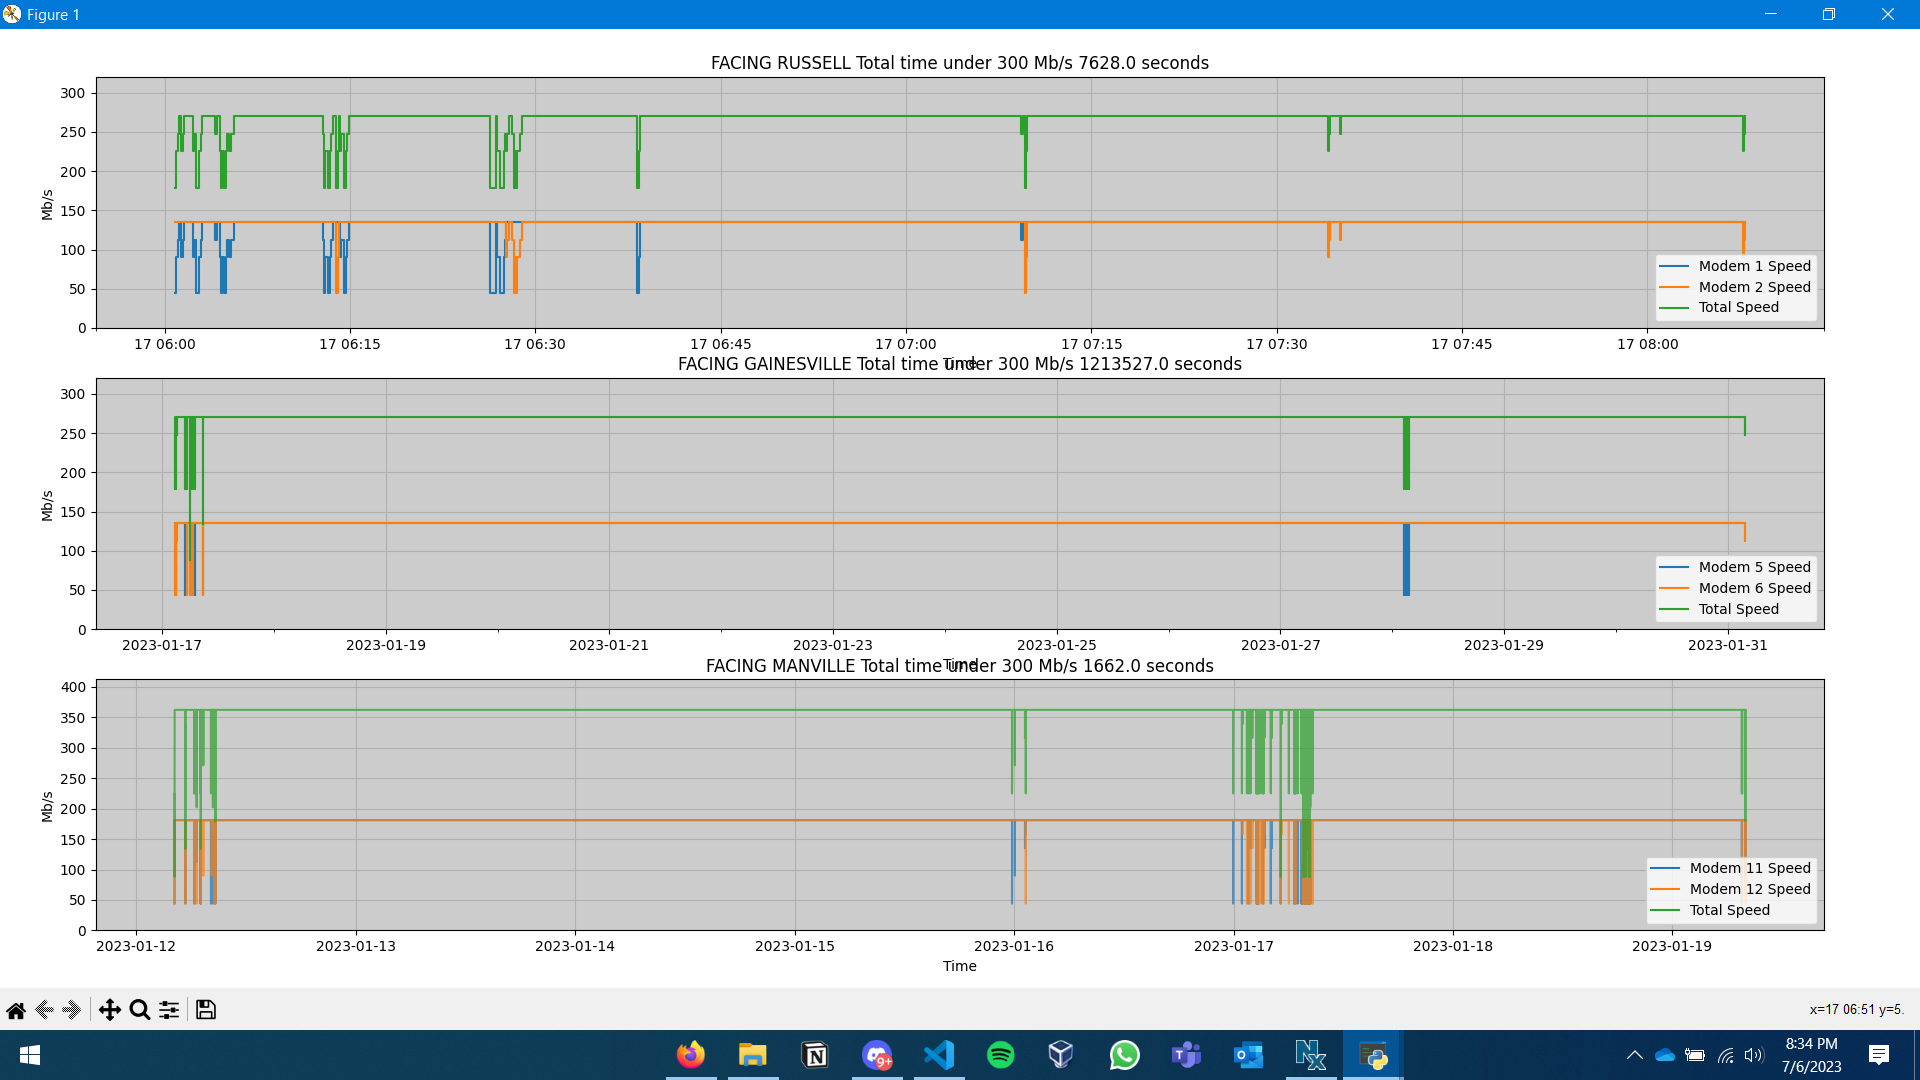 Figure 1
FACING RUSSELL Total time under 300 Mb/s 7628.0 seconds
300
250
200
150
100
50
0
Mb/s
Modem 1 Speed
Modem 2 Speed
Total Speed
17 06:00 17 06:15 17 06:30 17 06:45 17 07:00 17 07:15 17 07:30 17 07:45 17 08:00
Time
FACING GAINESVILLE Total time under 300 Mb/s 1213527.0 seconds
300
250
200
150
100
50
0
Mb/s
Modem 5 Speed
Modem 6 Speed
Total Speed
2023-01-17 2023-01-19 2023-01-21 2023-01-23 2023-01-25 2023-01-27 2023-01-29 2023-01-31
Time
FACING MANVILLE Total time under 300 Mb/s 1662.0 seconds
400
350
300
250
200
150
100
50
0
Mb/s
Modem 11 Speed
Modem 12 Speed
Total Speed
2023-01-12 2023-01-13 2023-01-14 2023-01-15 2023-01-16 2023-01-17 2023-01-18 2023-01-19
Time
x=17 06:51 y=5.
N
9+
Nx
8:34 PM
7/6/2023